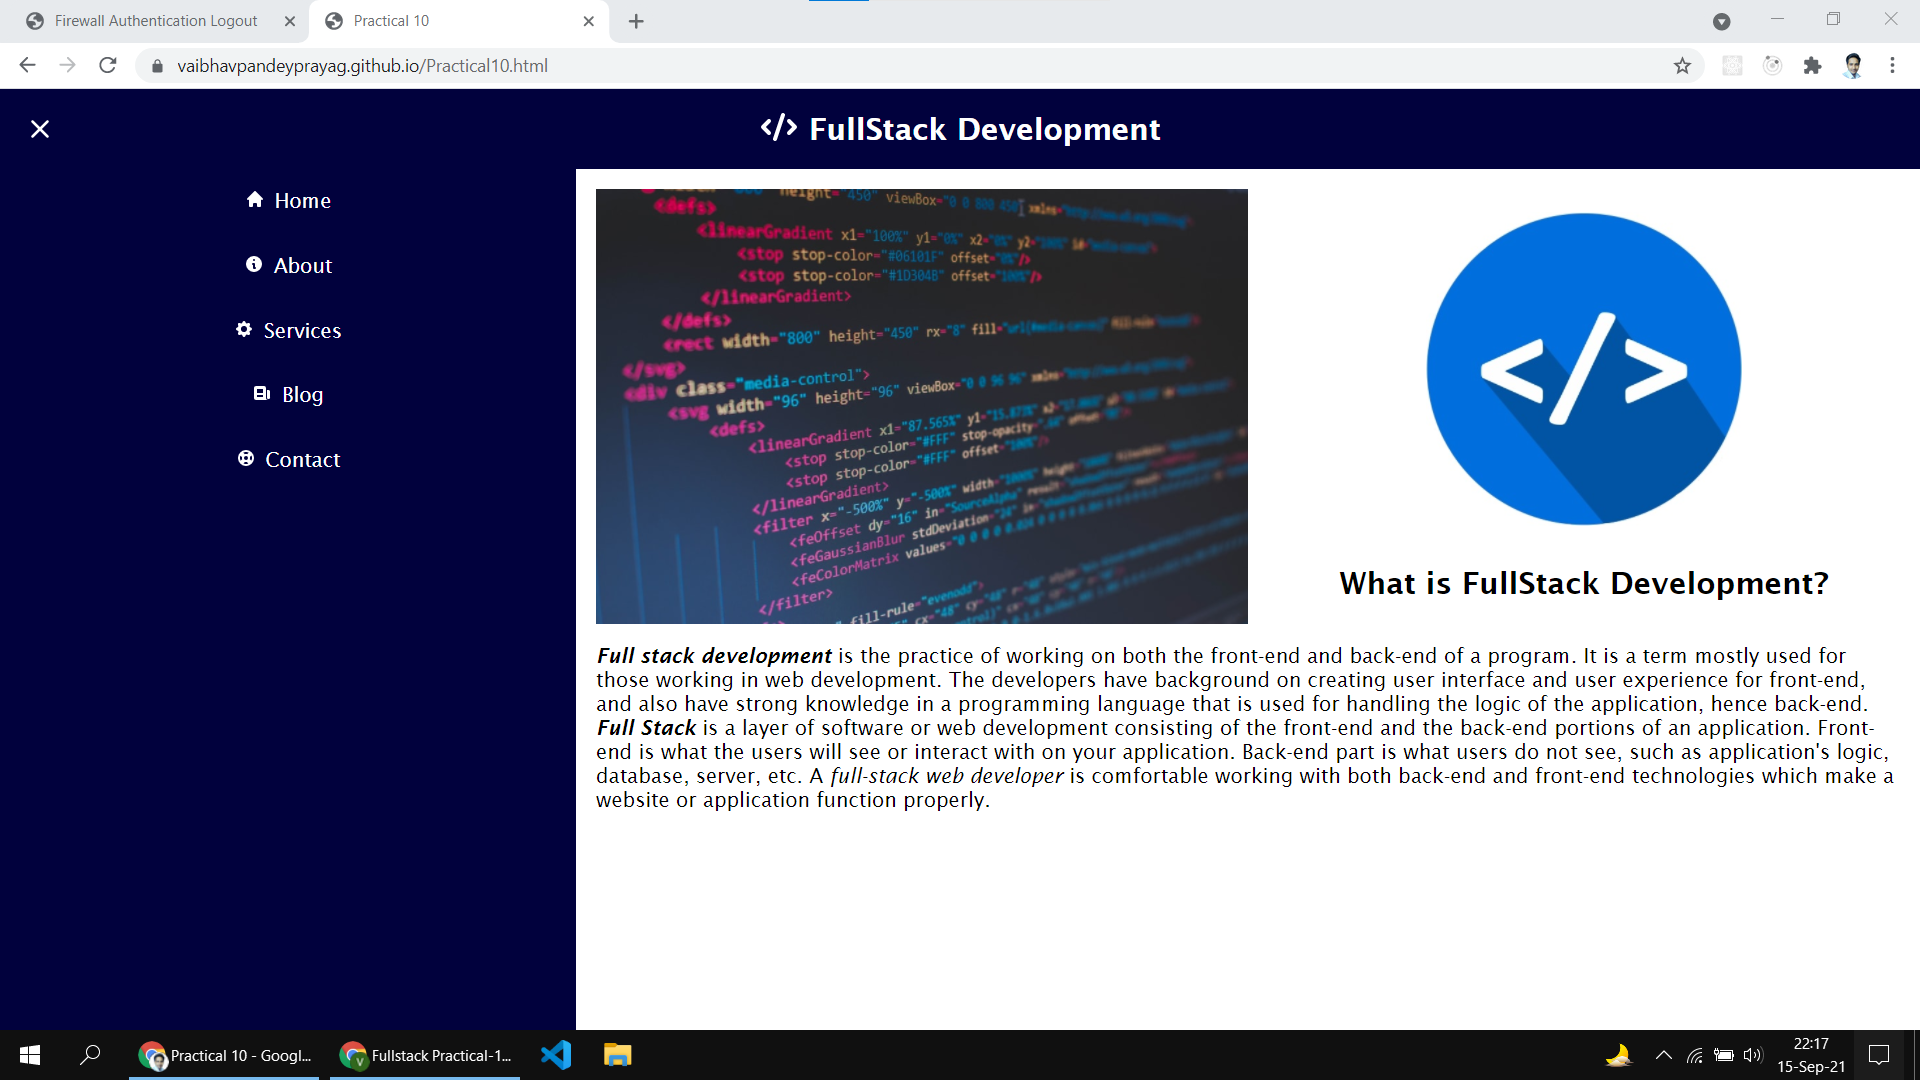 Firewall Authentication Logout
Practical 10
vaibhavpandeyprayag.github.io/Practical10.html
</> FullStack Development
Home
About
Services
Blog
Contact
height="450" viewBox="0 0 800 450"
<defs>
<linearGradient x1="100%" y1="0%" x2="0%" y2="100%"
<stop stop-color="#06101F" offset="0%"/>
<stop stop-color="#1D304B" offset="100%"/>
</linearGradient>
</defs>
<rect width="800" height="450" rx="8" fill=
</svg>
<div class="media-control">
<svg width="96" height="96" viewBox="0 0 96 96"
<defs>
<linearGradient x1="87.565%" y1="15.873%"
<stop stop-color="#FFF" stop-opacity=
<stop stop-color="#FFF" offset="100%"/>
</linearGradient>
<filter x="-500%" y="-500%" width="1000%"
<feOffset dy="16" in="SourceAlpha"
<feGaussianBlur stdDeviation="24"
<feColorMatrix values=
</filter>
fill-rule="evenodd">
</>
What is FullStack Development?
Full stack development is the practice of working on both the front-end and back-end of a program. It is a term mostly used for
those working in web development. The developers have background on creating user interface and user experience for front-end,
and also have strong knowledge in a programming language that is used for handling the logic of the application, hence back-end.
Full Stack is a layer of software or web development consisting of the front-end and the back-end portions of an application. Front-
end is what the users will see or interact with on your application. Back-end part is what users do not see, such as application's logic,
database, server, etc. A full-stack web developer is comfortable working with both back-end and front-end technologies which make a
website or application function properly.
Practical 10 - Googl...
V
Fullstack Practical-1...
22:17
15-Sep-21